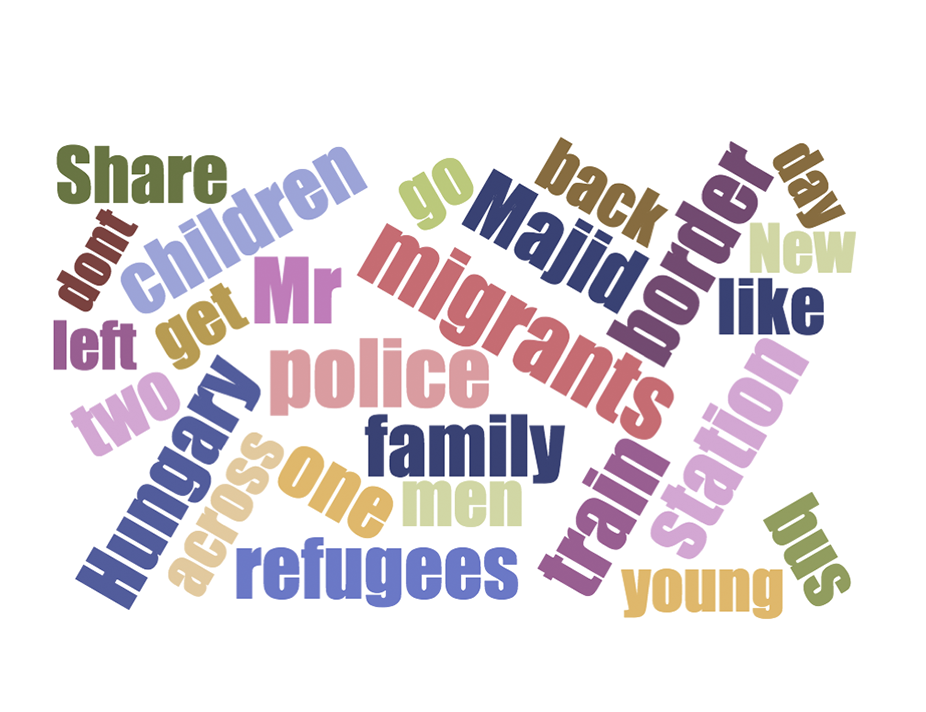 Share
children
go
back
Majid
border
day
dont
Mr
migrants
New
like
left
get
police
two
Hungary
family
station
across
one
men
train
refugees
young
bus